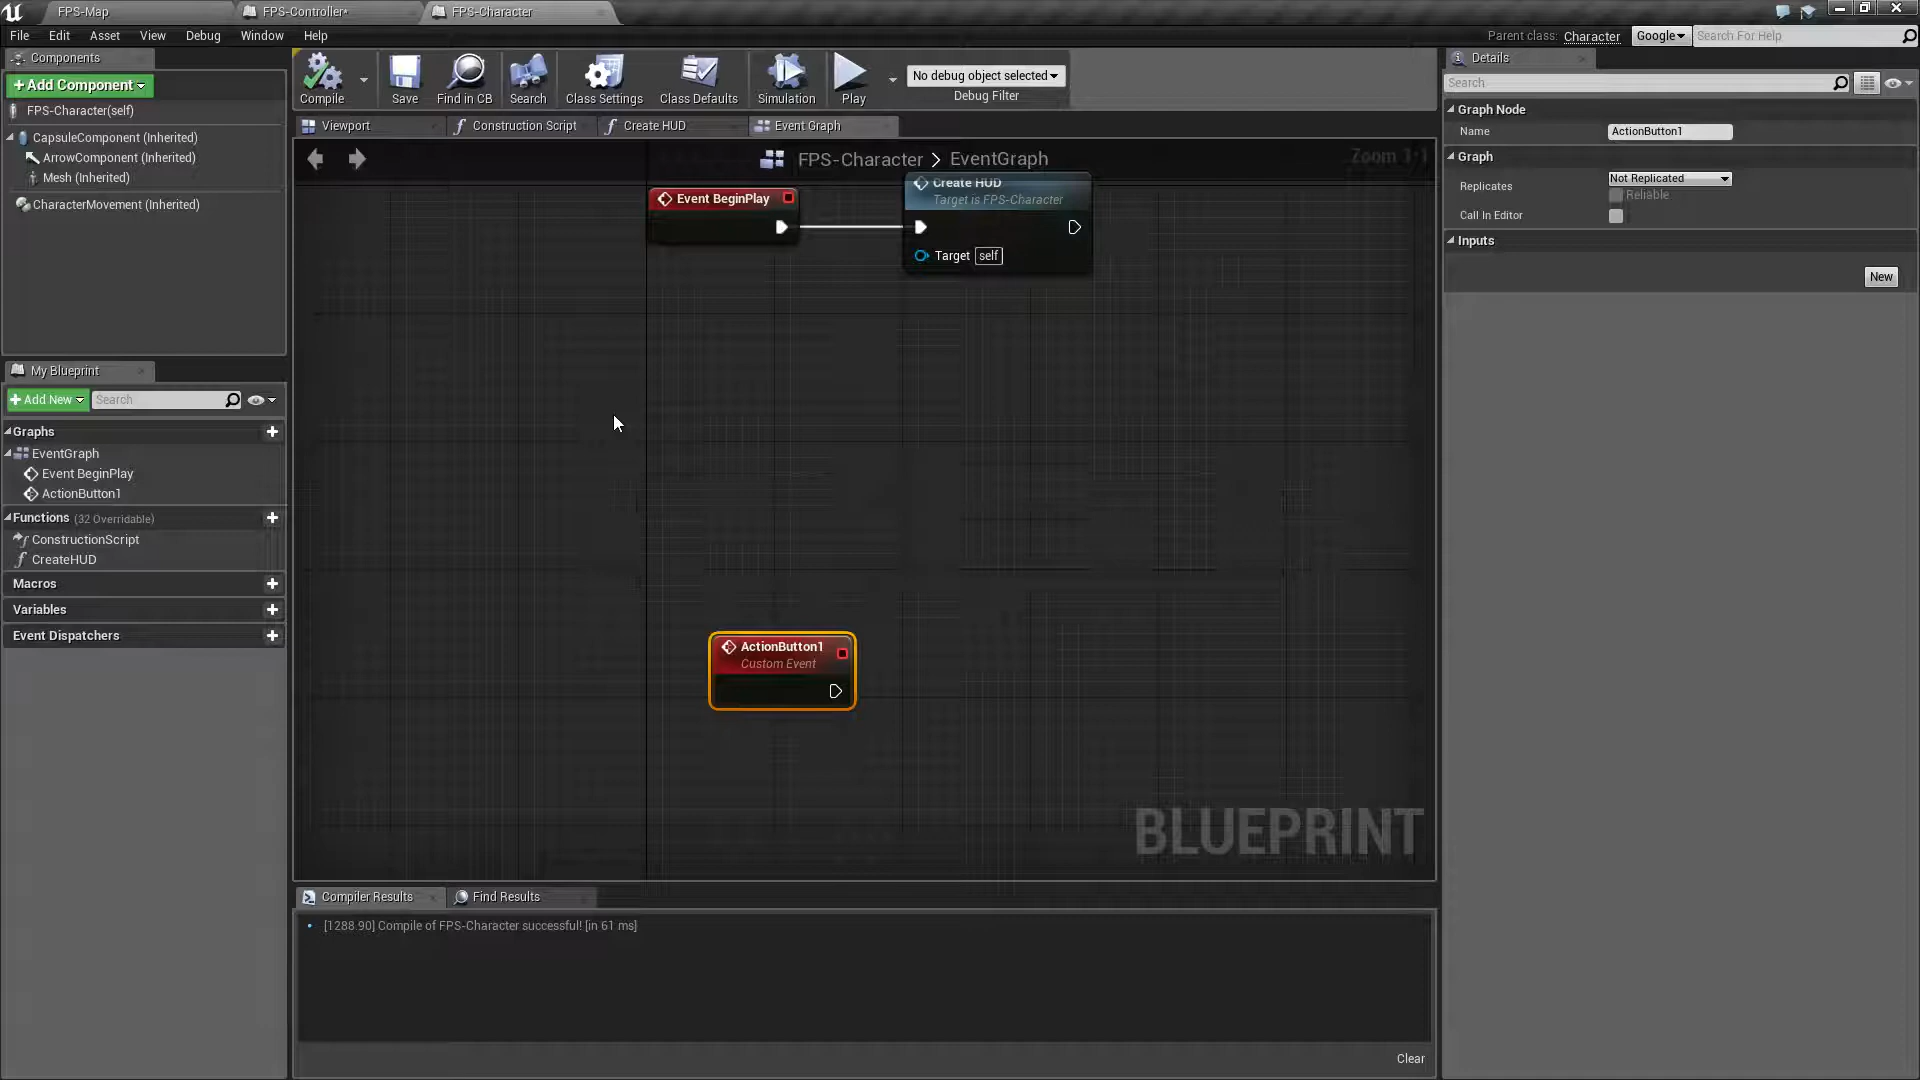 FPS-Map
FPS-Controller*
FPS-Character
File Edit Asset View Debug Window Help
Parent class: Character Google Search For Help
Components
+Add Component
FPS-Character(self)
CapsuleComponent (Inherited)
ArrowComponent (Inherited)
Mesh (Inherited)
CharacterMovement (Inherited)
My Blueprint
+Add New Search
Graphs
EventGraph
Event BeginPlay
ActionButton1
Functions (32 Overridable)
ConstructionScript
CreateHUD
Macros
Variables
Event Dispatchers
Compile Save Find in CB Search Class Settings Class Defaults Simulation Play
No debug object selected
Debug Filter
Viewport Construction Script Create HUD Event Graph
FPS-Character > EventGraph
Zoom 1:1
Event BeginPlay
Create HUD
Target is FPS-Character
Target self
ActionButton1
Custom Event
BLUEPRINT
Compiler Results Find Results
[1288.90] Compile of FPS-Character successful! [in 61 ms]
Clear
Details
Search
Graph Node
Name ActionButton1
Graph
Replicates Not Replicated
Reliable
Call In Editor
Inputs
New